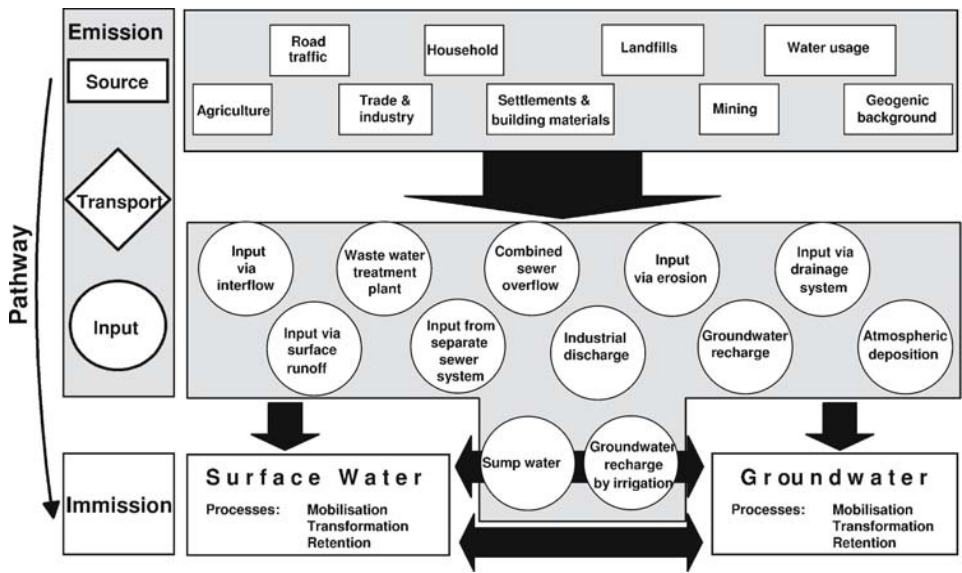 Pathway
Emission
Source
Transport
Input
Immission
Road
traffic
Household
Landfills
Water usage
Agriculture
Trade &
industry
Settlements &
building materials
Mining
Geogenic
background
Input
via
interflow
Waste water
treatment
plant
Combined
sewer
overflow
Input
via erosion
Input via
drainage
system
Input via
surface
runoff
Input from
separate
sewer
system
Industrial
discharge
Groundwater
recharge
Atmospheric
deposition
Sump water
Groundwater
recharge
by irrigation
Surface Water
Processes: Mobilisation
Transformation
Retention
Groundwater
Processes: Mobilisation
Transformation
Retention